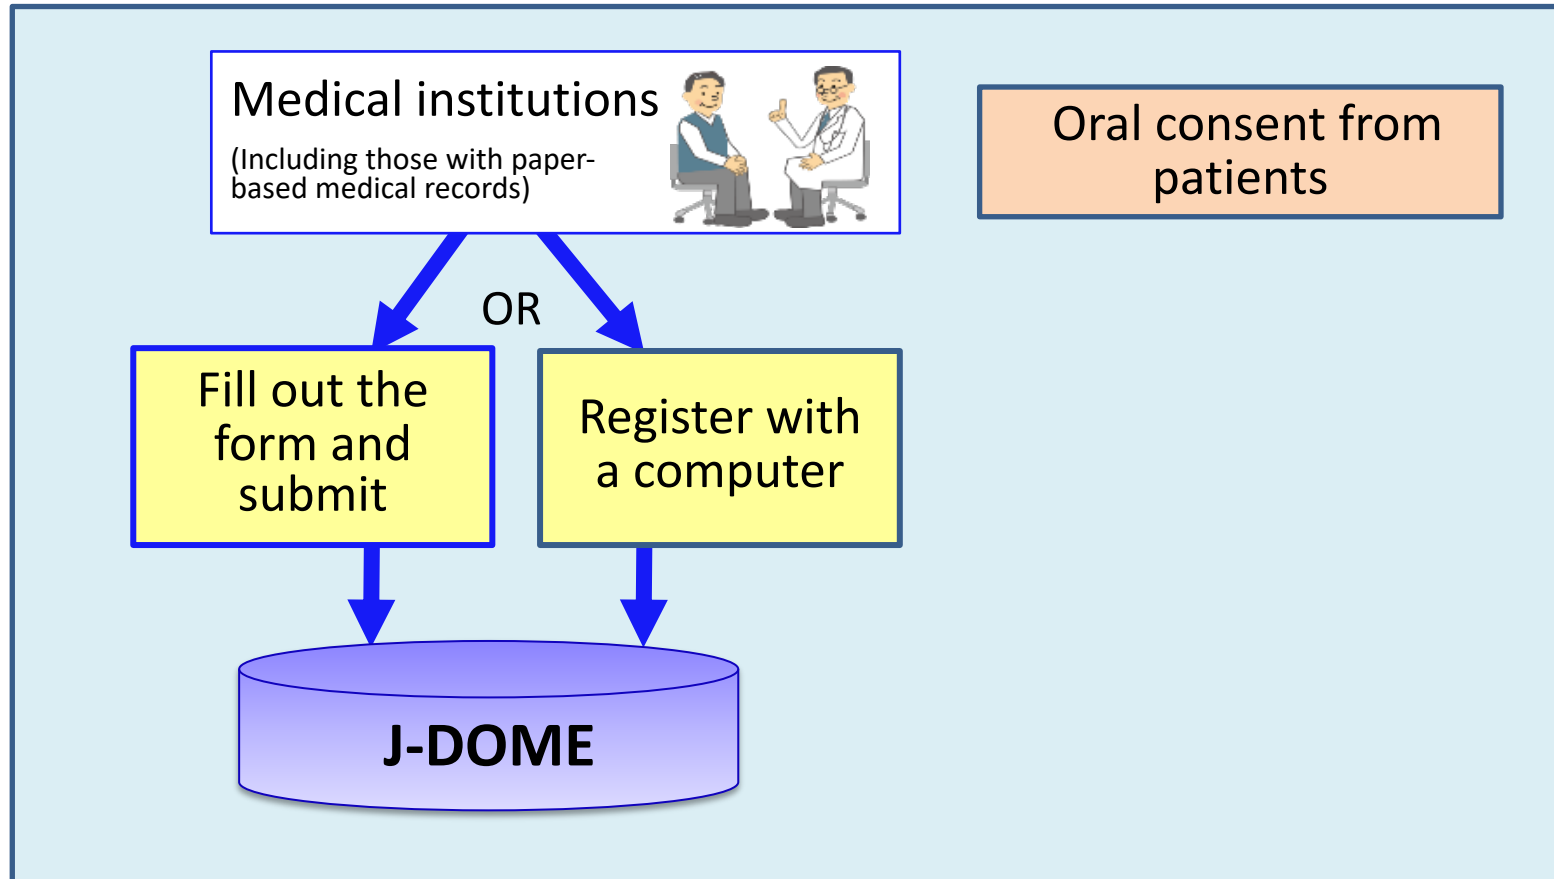 Medical institutions
(Including those with paper-
based medical records)
Oral consent from
patients
OR
Fill out the
form and
submit
Register with
a computer
J-DOME